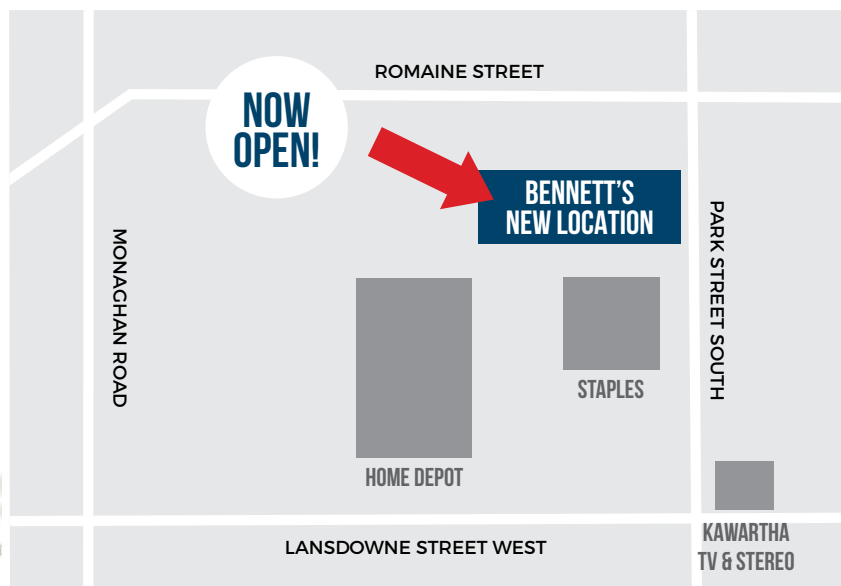 ROMAINE STREET
NOW
OPEN!
BENNETT'S
NEW LOCATION
MONAGHAN ROAD
PARK STREET SOUTH
STAPLES
HOME DEPOT
LANSDOWNE STREET WEST
KAWARTHA
TV & STEREO